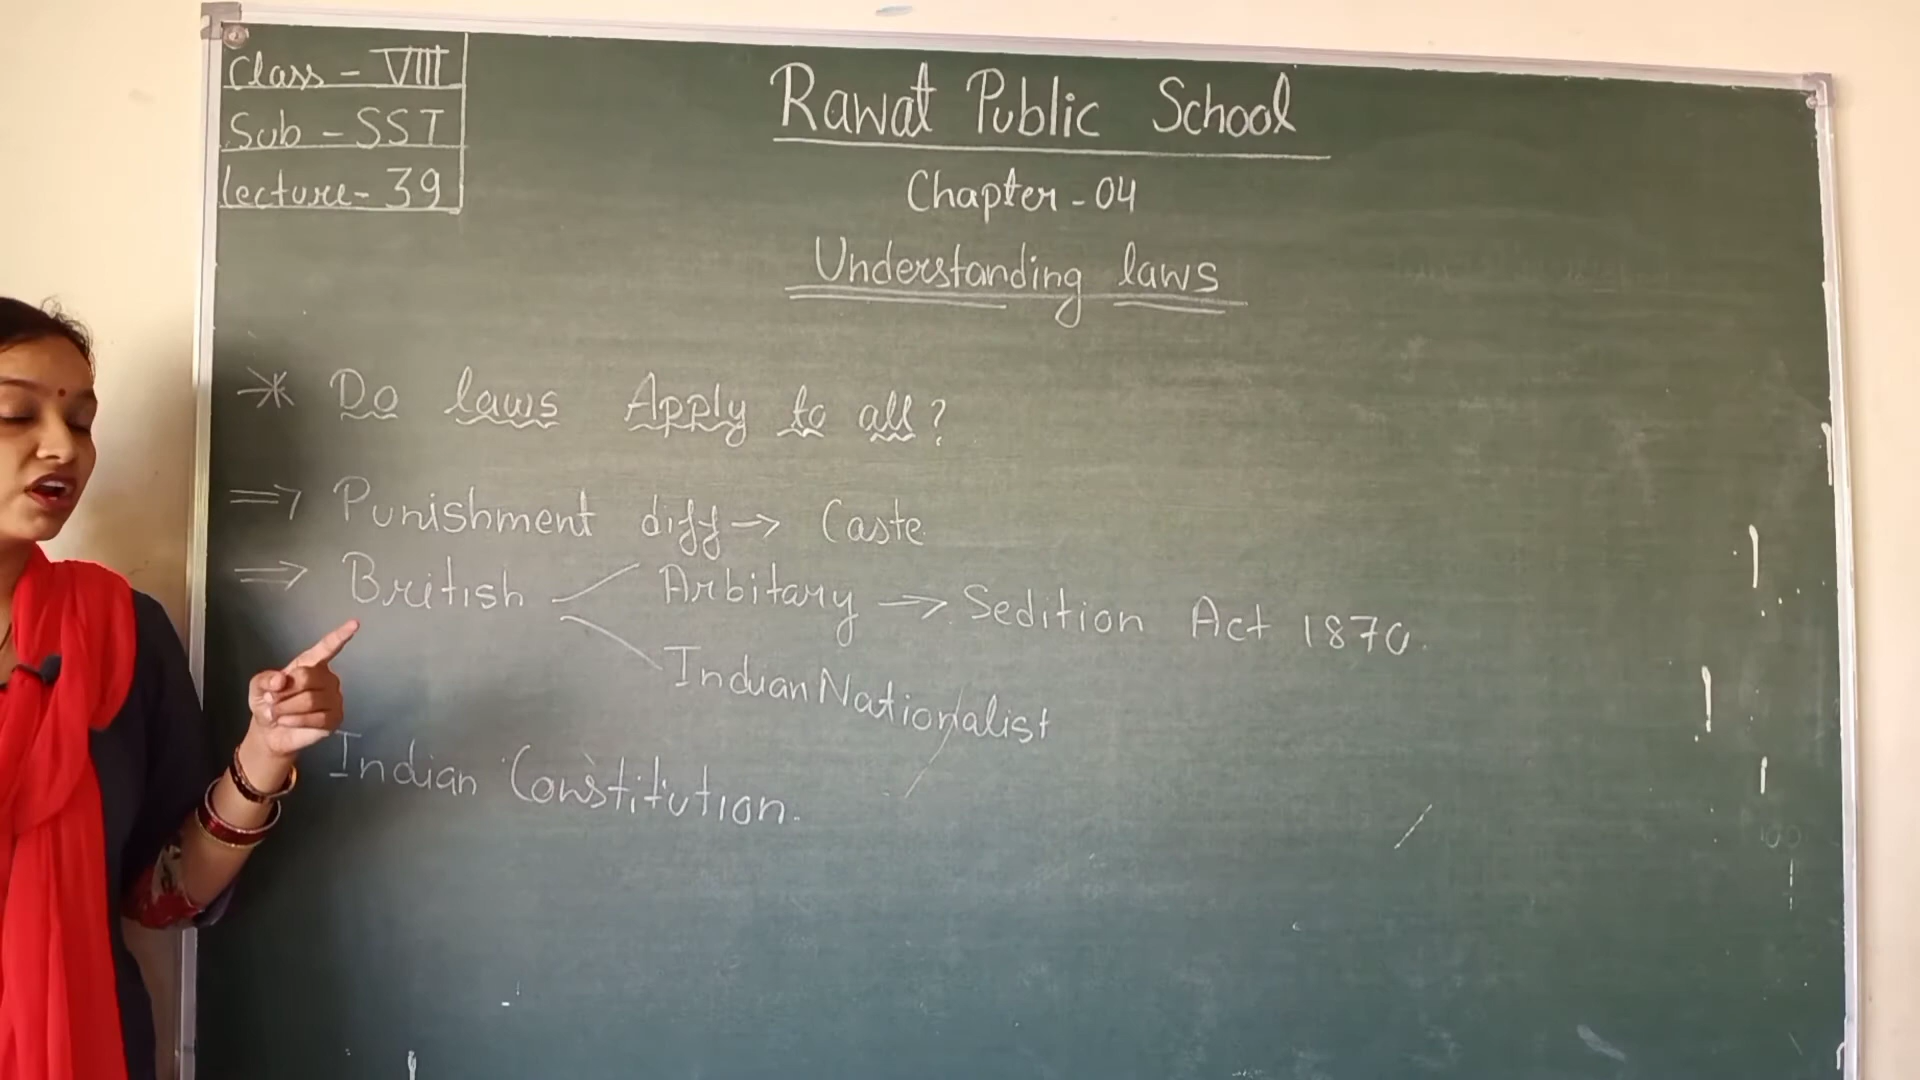 Class - VIII
Sub - SST
Lecture - 39
Rawat Public School
Chapter - 04
Understanding laws
* Do laws Apply to all?
⇒ Punishment diff → Caste
⇒ British Arbitary → Sedition Act 1870.
Indian Nationalist
Indian Constitution.